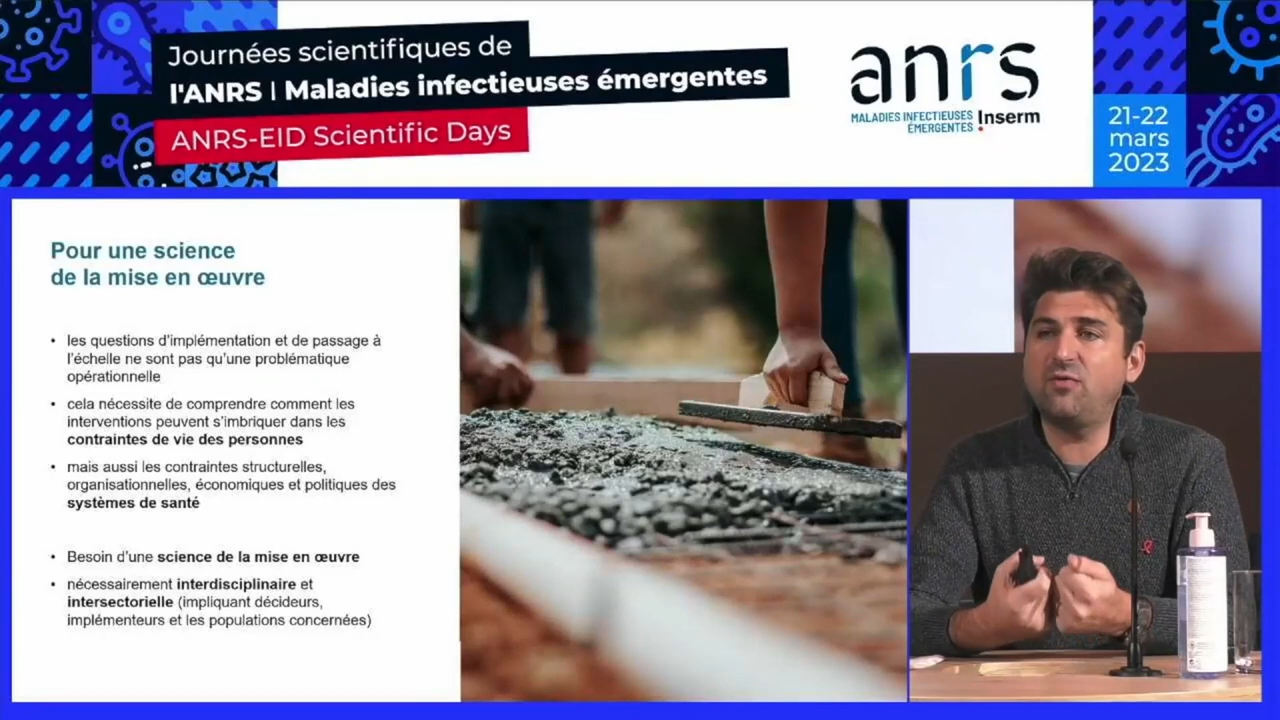 Journées scientifiques de
l'ANRS | Maladies infectieuses émergentes
ANRS-EID Scientific Days
anrs
MALADIES INFECTIEUSES
ÉMERGENTES
Inserm
21-22
mars
2023
Pour une science
de la mise en œuvre
• les questions d'implémentation et de passage à
l'échelle ne sont pas qu'une problématique
opérationnelle
• cela nécessite de comprendre comment les
interventions peuvent s'imbriquer dans les
contraintes de vie des personnes
• mais aussi les contraintes structurelles,
organisationnelles, économiques et politiques des
systèmes de santé
• Besoin d'une science de la mise en œuvre
• nécessairement interdisciplinaire et
intersectorielle (impliquant décideurs,
implémenteurs et les populations concernées)